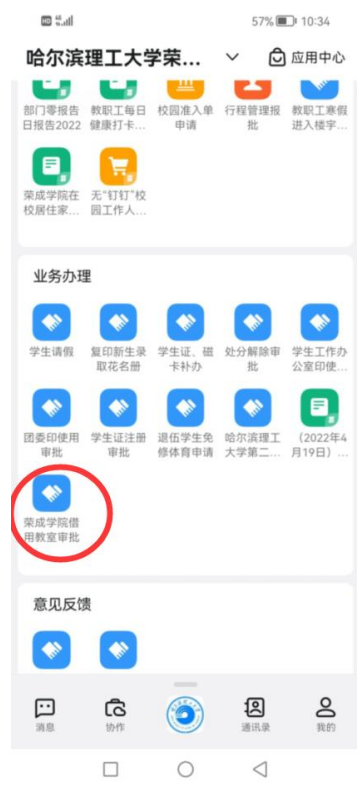 57% 10:34
哈尔滨理工大学荣... 应用中心
部门零报告 教职工每日 校园准入单 行程管理报 教职工寒假
日报告2022 健康打卡... 申请 批 进入楼宇...
荣成学院在 无“钉钉”校
校居住家... 园工作人...
业务办理
学生请假 复印新生录 学生证、磁 处分解除审 学生工作办
取花名册 卡补办 批 公室印使...
团委印使用 学生证注册 退伍学生免 哈尔滨理工 （2022年4
审批 审批 修体育申请 大学第二... 月19日）...
荣成学院借
用教室审批
意见反馈
消息 协作 通讯录 我的